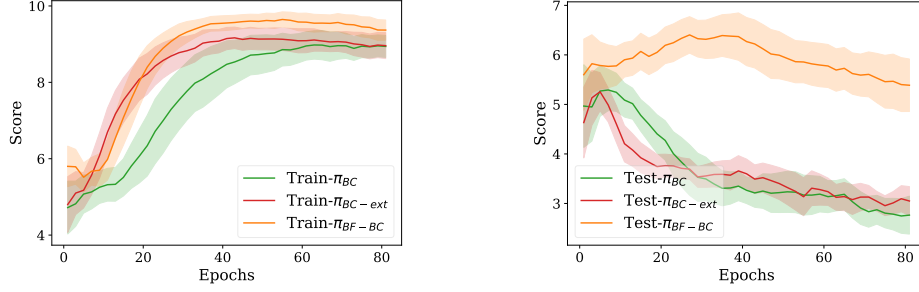 10
8
6
4
Score
0
20
40
60
80
Epochs
Train-π_BC
Train-π_BC−ext
Train-π_BF−BC
7
6
5
4
3
Score
0
20
40
60
80
Epochs
Test-π_BC
Test-π_BC−ext
Test-π_BF−BC